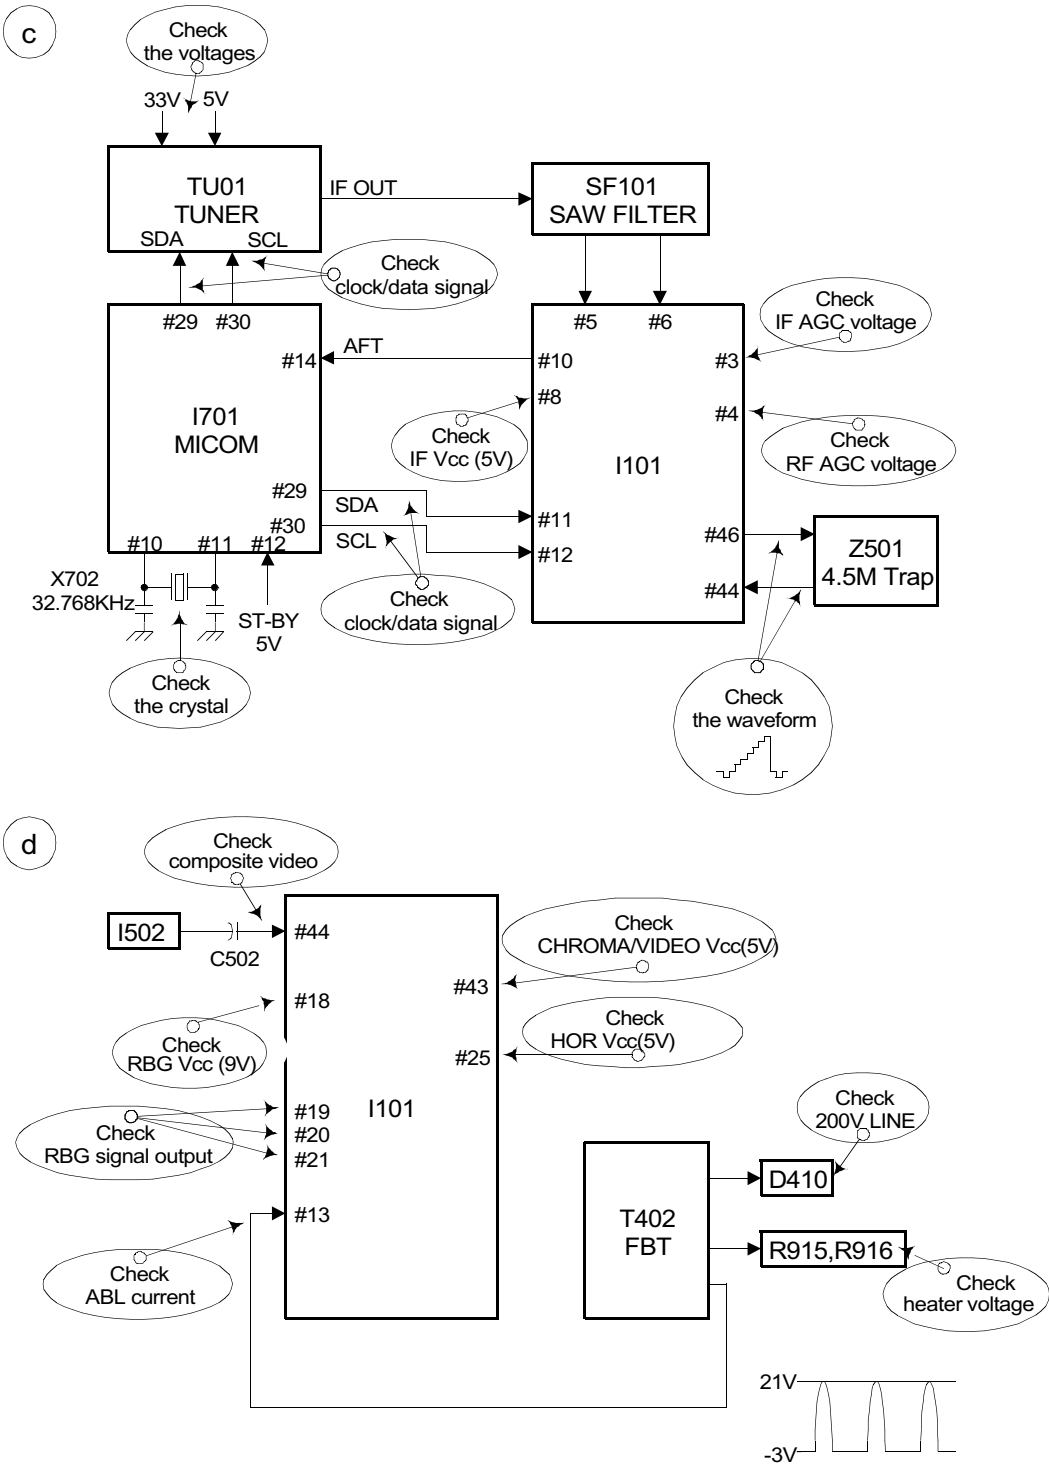 c
Check
the voltages
33V
5V
TU01
TUNER
SDA
SCL
IF OUT
SF101
SAW FILTER
Check
clock/data signal
#29
#30
#5
#6
Check
IF AGC voltage
#14
AFT
#10
#3
#8
#4
I701
MICOM
Check
IF Vcc (5V)
I101
Check
RF AGC voltage
#29
SDA
#11
#30
SCL
#12
#46
#44
Z501
4.5M Trap
#10
#11
#12
X702
32.768KHz
ST-BY
5V
Check
clock/data signal
Check
the crystal
Check
the waveform
d
Check
composite video
I502
C502
#44
Check
CHROMA/VIDEO Vcc(5V)
#43
#18
Check
HOR Vcc(5V)
Check
RBG Vcc (9V)
#25
I101
#19
#20
#21
Check
RBG signal output
Check
200V LINE
D410
#13
T402
FBT
R915,R916
Check
ABL current
Check
heater voltage
21V
-3V